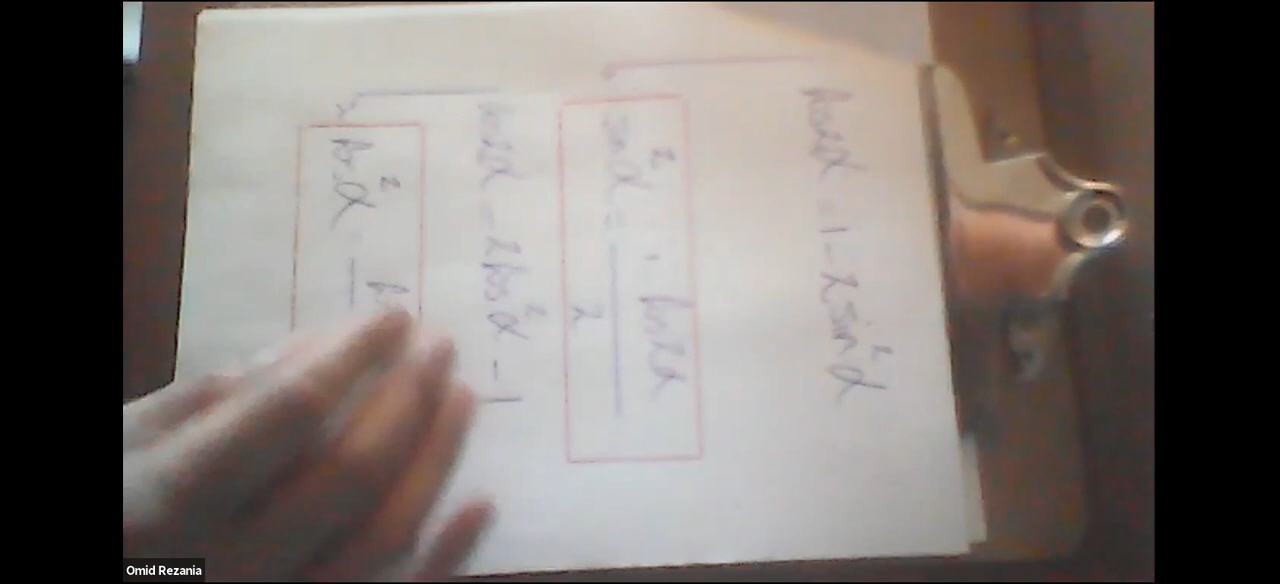 cos2α = 1 - 2sin²α
sin²α = 1 - cos2α / 2
cos2α = 2cos²α - 1
cos²α =
Omid Rezania